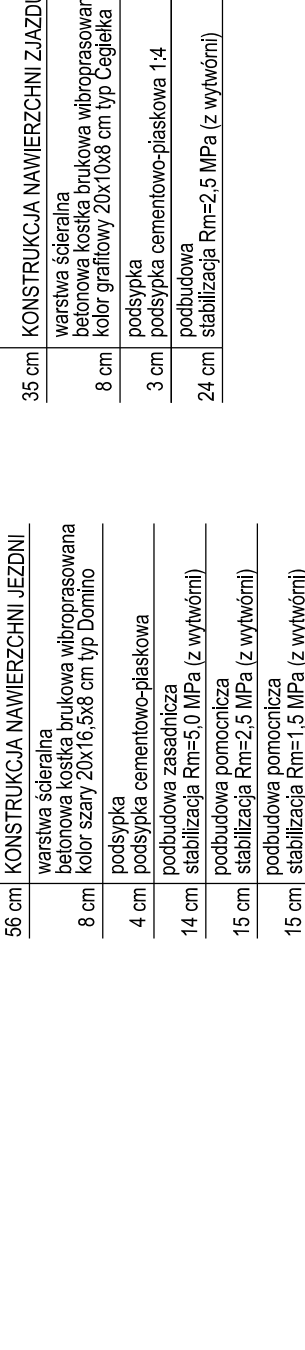 56 cm KONSTRUKCJA NAWIERZCHNI JEZDNI
warstwa ścieralna
betonowa kostka brukowa wibroprasowana
8 cm kolor szary 20x16,5x8 cm typ Domino
podsypka
4 cm podsypka cementowo-piaskowa
podbudowa zasadnicza
14 cm stabilizacja Rm=5,0 MPa (z wytwórni)
podbudowa pomocnicza
15 cm stabilizacja Rm=2,5 MPa (z wytwórni)
podbudowa pomocnicza
15 cm stabilizacja Rm=1,5 MPa (z wytwórni)
35 cm KONSTRUKCJA NAWIERZCHNI ZJAZDU
warstwa ścieralna
betonowa kostka brukowa wibroprasowan
8 cm kolor grafitowy 20x10x8 cm typ Cegiełka
podsypka
3 cm podsypka cementowo-piaskowa 1:4
podbudowa
24 cm stabilizacja Rm=2,5 MPa (z wytwórni)